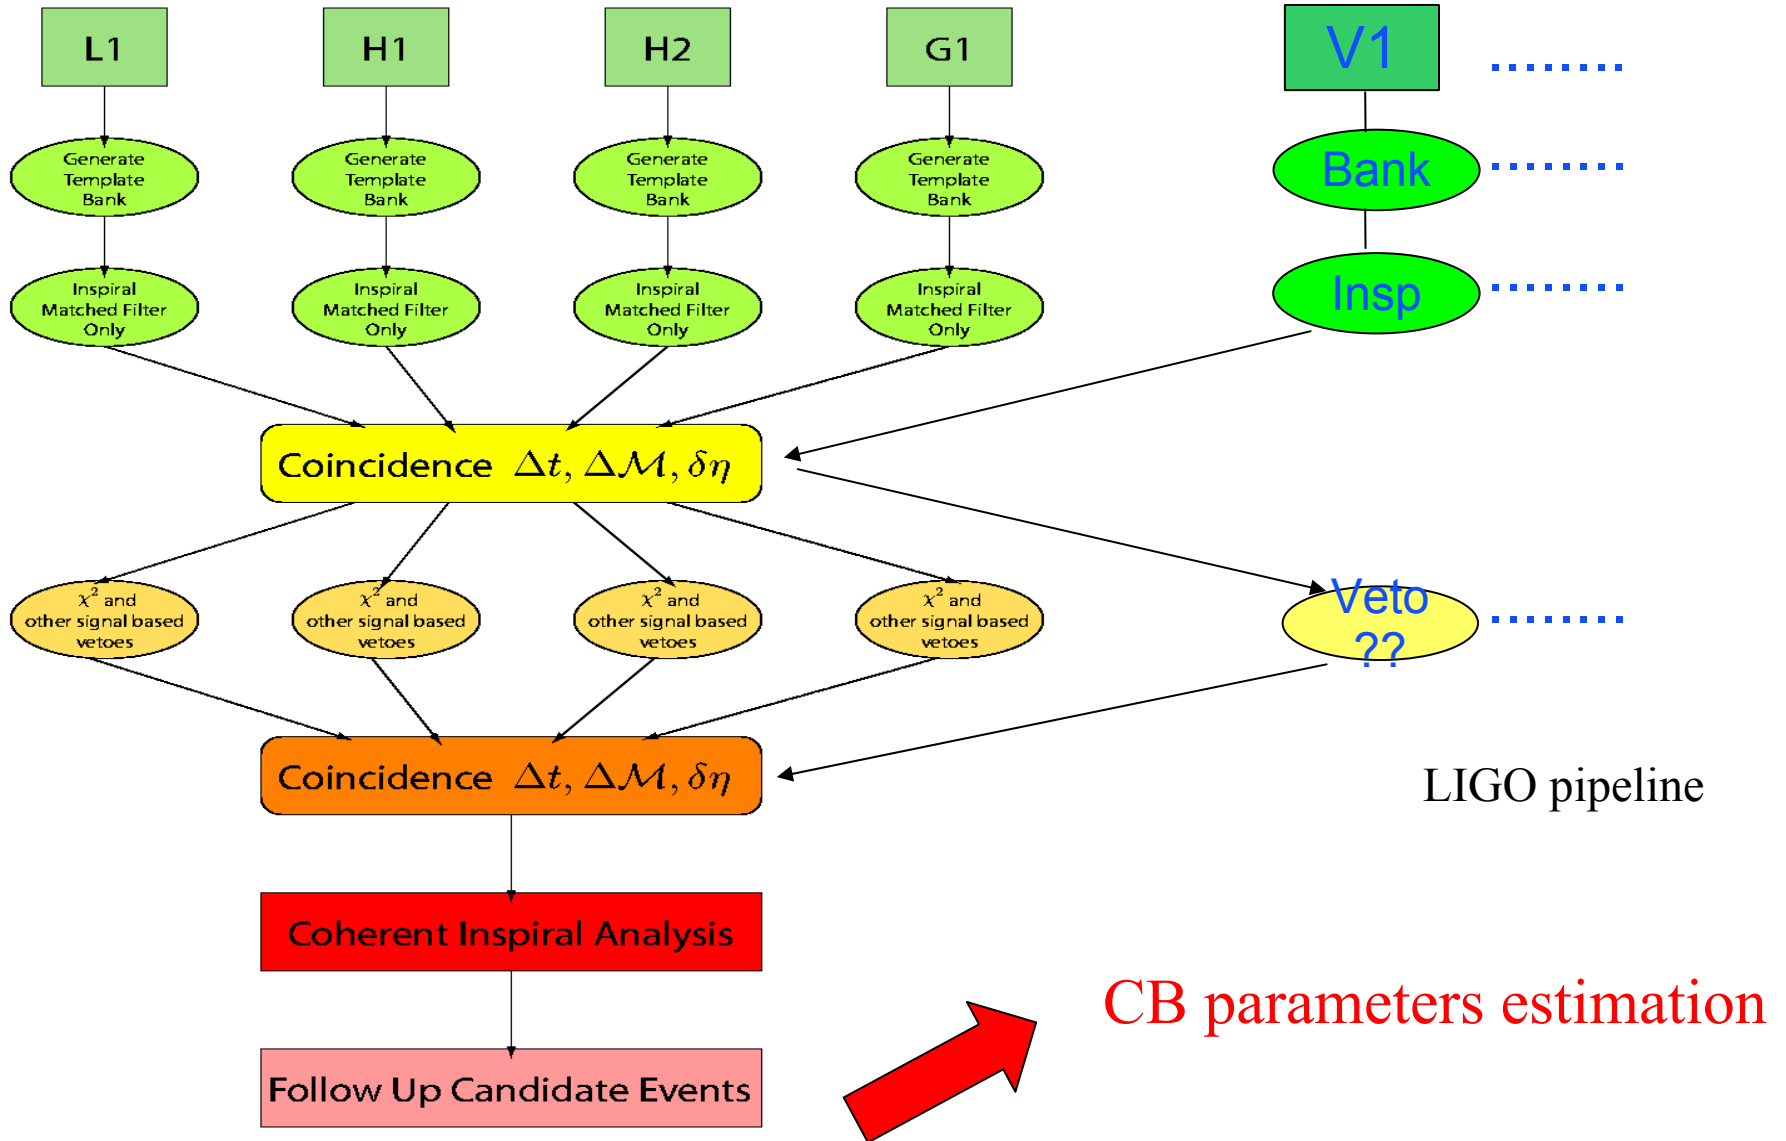 L1
H1
H2
G1
V1
Generate
Template
Bank
Generate
Template
Bank
Generate
Template
Bank
Generate
Template
Bank
Bank
Inspiral
Matched Filter
Only
Inspiral
Matched Filter
Only
Inspiral
Matched Filter
Only
Inspiral
Matched Filter
Only
Insp
Coincidence Δt, Δℳ, δη
χ² and
other signal based
vetoes
χ² and
other signal based
vetoes
χ² and
other signal based
vetoes
χ² and
other signal based
vetoes
Veto
??
Coincidence Δt, Δℳ, δη
LIGO pipeline
Coherent Inspiral Analysis
CB parameters estimation
Follow Up Candidate Events